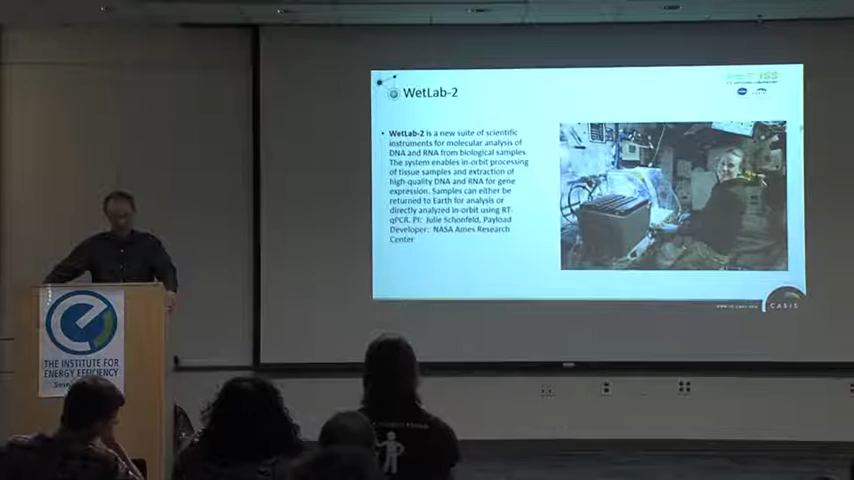 WetLab-2
• WetLab-2 is a new suite of scientific
instruments for molecular analysis of
DNA and RNA from biological samples.
The system enables in-orbit processing
of tissue samples and extraction of
high-quality DNA and RNA for gene
expression. Samples can either be
returned to Earth for analysis or
directly analyzed in-orbit using RT-
qPCR. PI: Julie Schonfeld, Payload
Developer: NASA Ames Research
Center
ISS
CASIS
THE INSTITUTE FOR
ENERGY EFFICIENCY